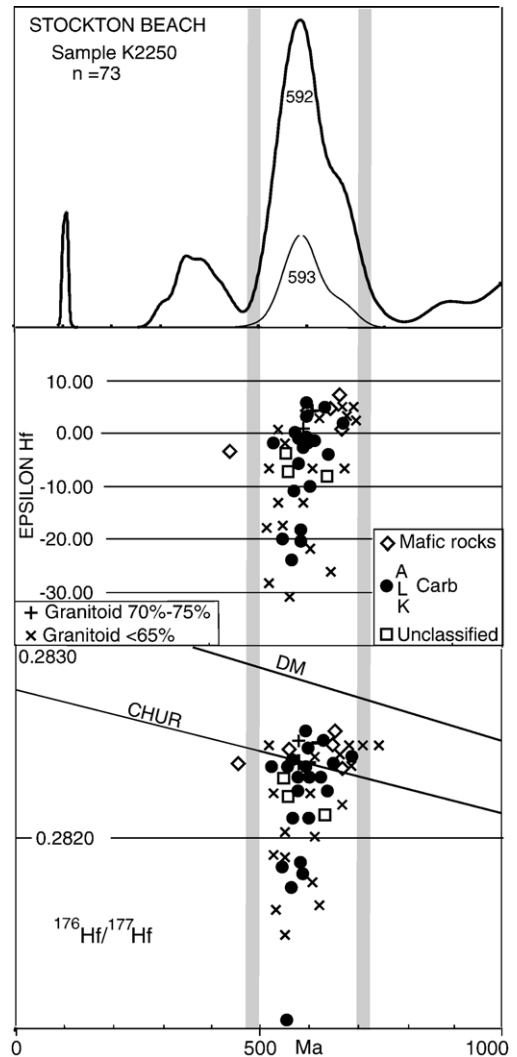 STOCKTON BEACH
Sample K2250
n =73
592
593
10.00
0.00
-10.00
-20.00
-30.00
EPSILON Hf
Mafic rocks
A
L Carb
K
Unclassified
+ Granitoid 70%-75%
× Granitoid <65%
0.2830
DM
CHUR
0.2820
176Hf/177Hf
0 500 Ma 1000